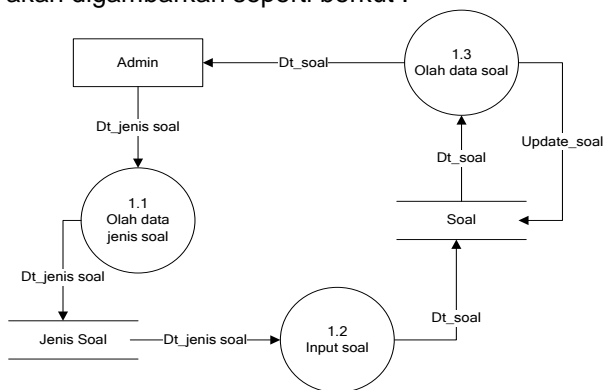 akan digambarkan seperti berkut :
Admin
Dt_soal
1.3
Olah data soal
Dt_jenis soal
Dt_soal
Update_soal
1.1
Olah data
jenis soal
Soal
Dt_jenis soal
Dt_soal
Jenis Soal
Dt_jenis soal
1.2
Input soal